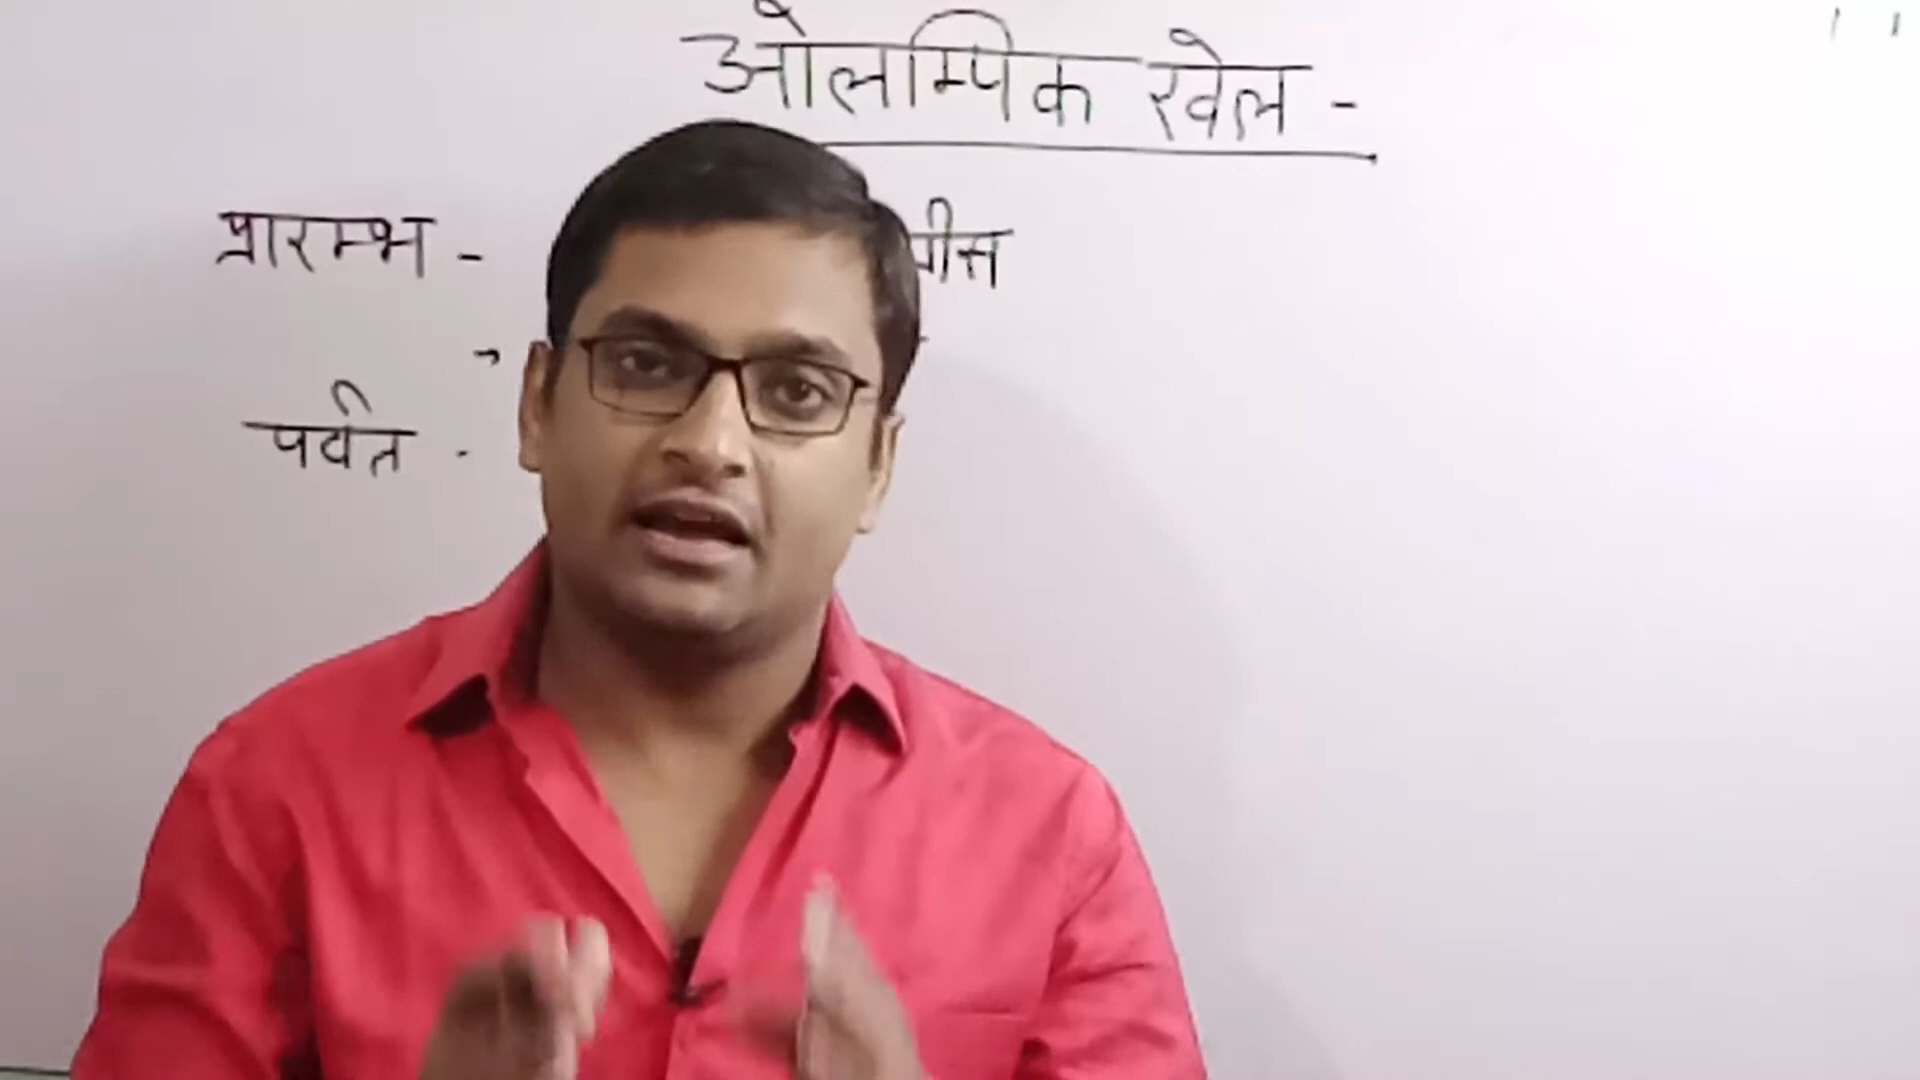 ओलम्पिक खेल -
प्रारम्भ -
पर्वत -